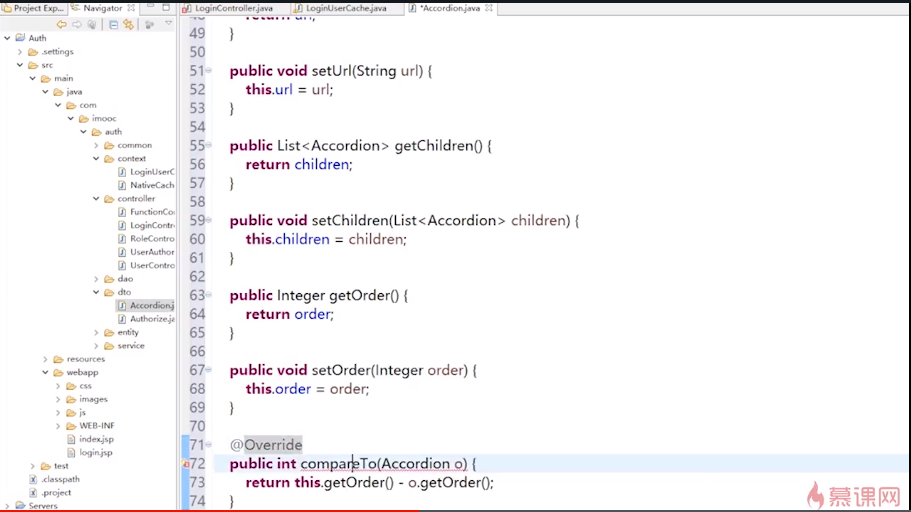 Project Exp... Navigator LoginController.java LoginUserCache.java *Accordion.java
Auth
.settings
src
main
java
com
imooc
auth
common
context
LoginUserC
NativeCach
controller
FunctionCo
LoginContr
RoleContro
UserAuthor
UserContro
dao
dto
Accordion.j
Authorize.ja
entity
service
resources
webapp
css
images
js
WEB-INF
index.jsp
login.jsp
test
.classpath
.project
Servers
48 return url;
49 }
50
51 public void setUrl(String url) {
52 this.url = url;
53 }
54
55 public List<Accordion> getChildren() {
56 return children;
57 }
58
59 public void setChildren(List<Accordion> children) {
60 this.children = children;
61 }
62
63 public Integer getOrder() {
64 return order;
65 }
66
67 public void setOrder(Integer order) {
68 this.order = order;
69 }
70
71 @Override
72 public int compareTo(Accordion o) {
73 return this.getOrder() - o.getOrder();
74 }
慕课网